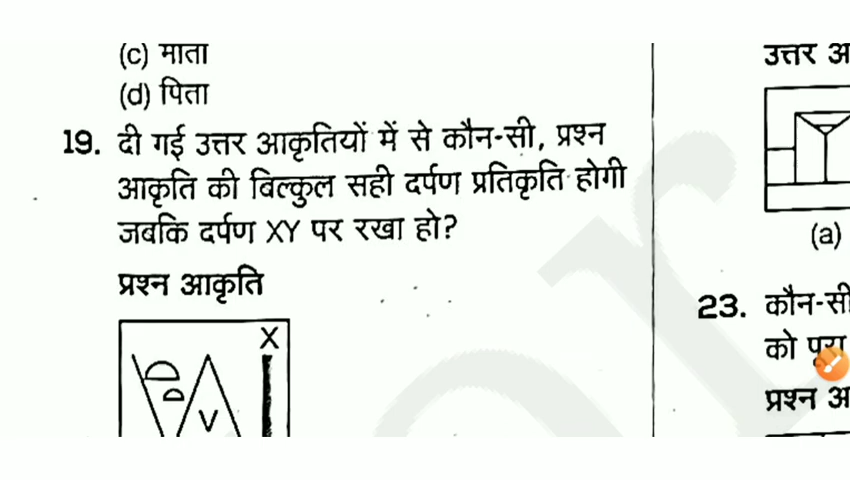 (c) माता
(d) पिता
19. दी गई उत्तर आकृतियों में से कौन-सी, प्रश्न
आकृति की बिल्कुल सही दर्पण प्रतिकृति होगी
जबकि दर्पण XY पर रखा हो?
प्रश्न आकृति
X
V
उत्तर
(a)
23. कौन-सी
को
प्रश्न